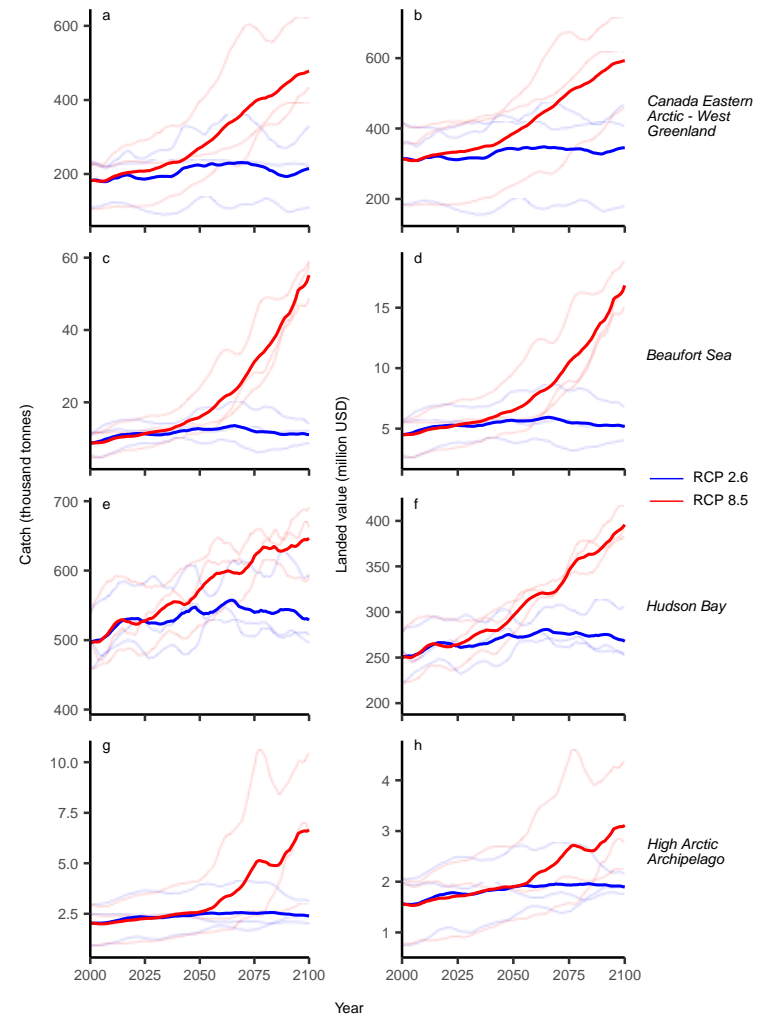 a
b
600
400
200
600
400
200
Canada Eastern
Arctic - West
Greenland
c
d
60
40
20
15
10
5
Beaufort Sea
Catch (thousand tonnes)
Landed value (million USD)
RCP 2.6
RCP 8.5
e
f
700
600
500
400
400
350
300
250
200
Hudson Bay
g
h
10.0
7.5
5.0
2.5
4
3
2
1
High Arctic
Archipelago
2000 2025 2050 2075 2100
2000 2025 2050 2075 2100
Year